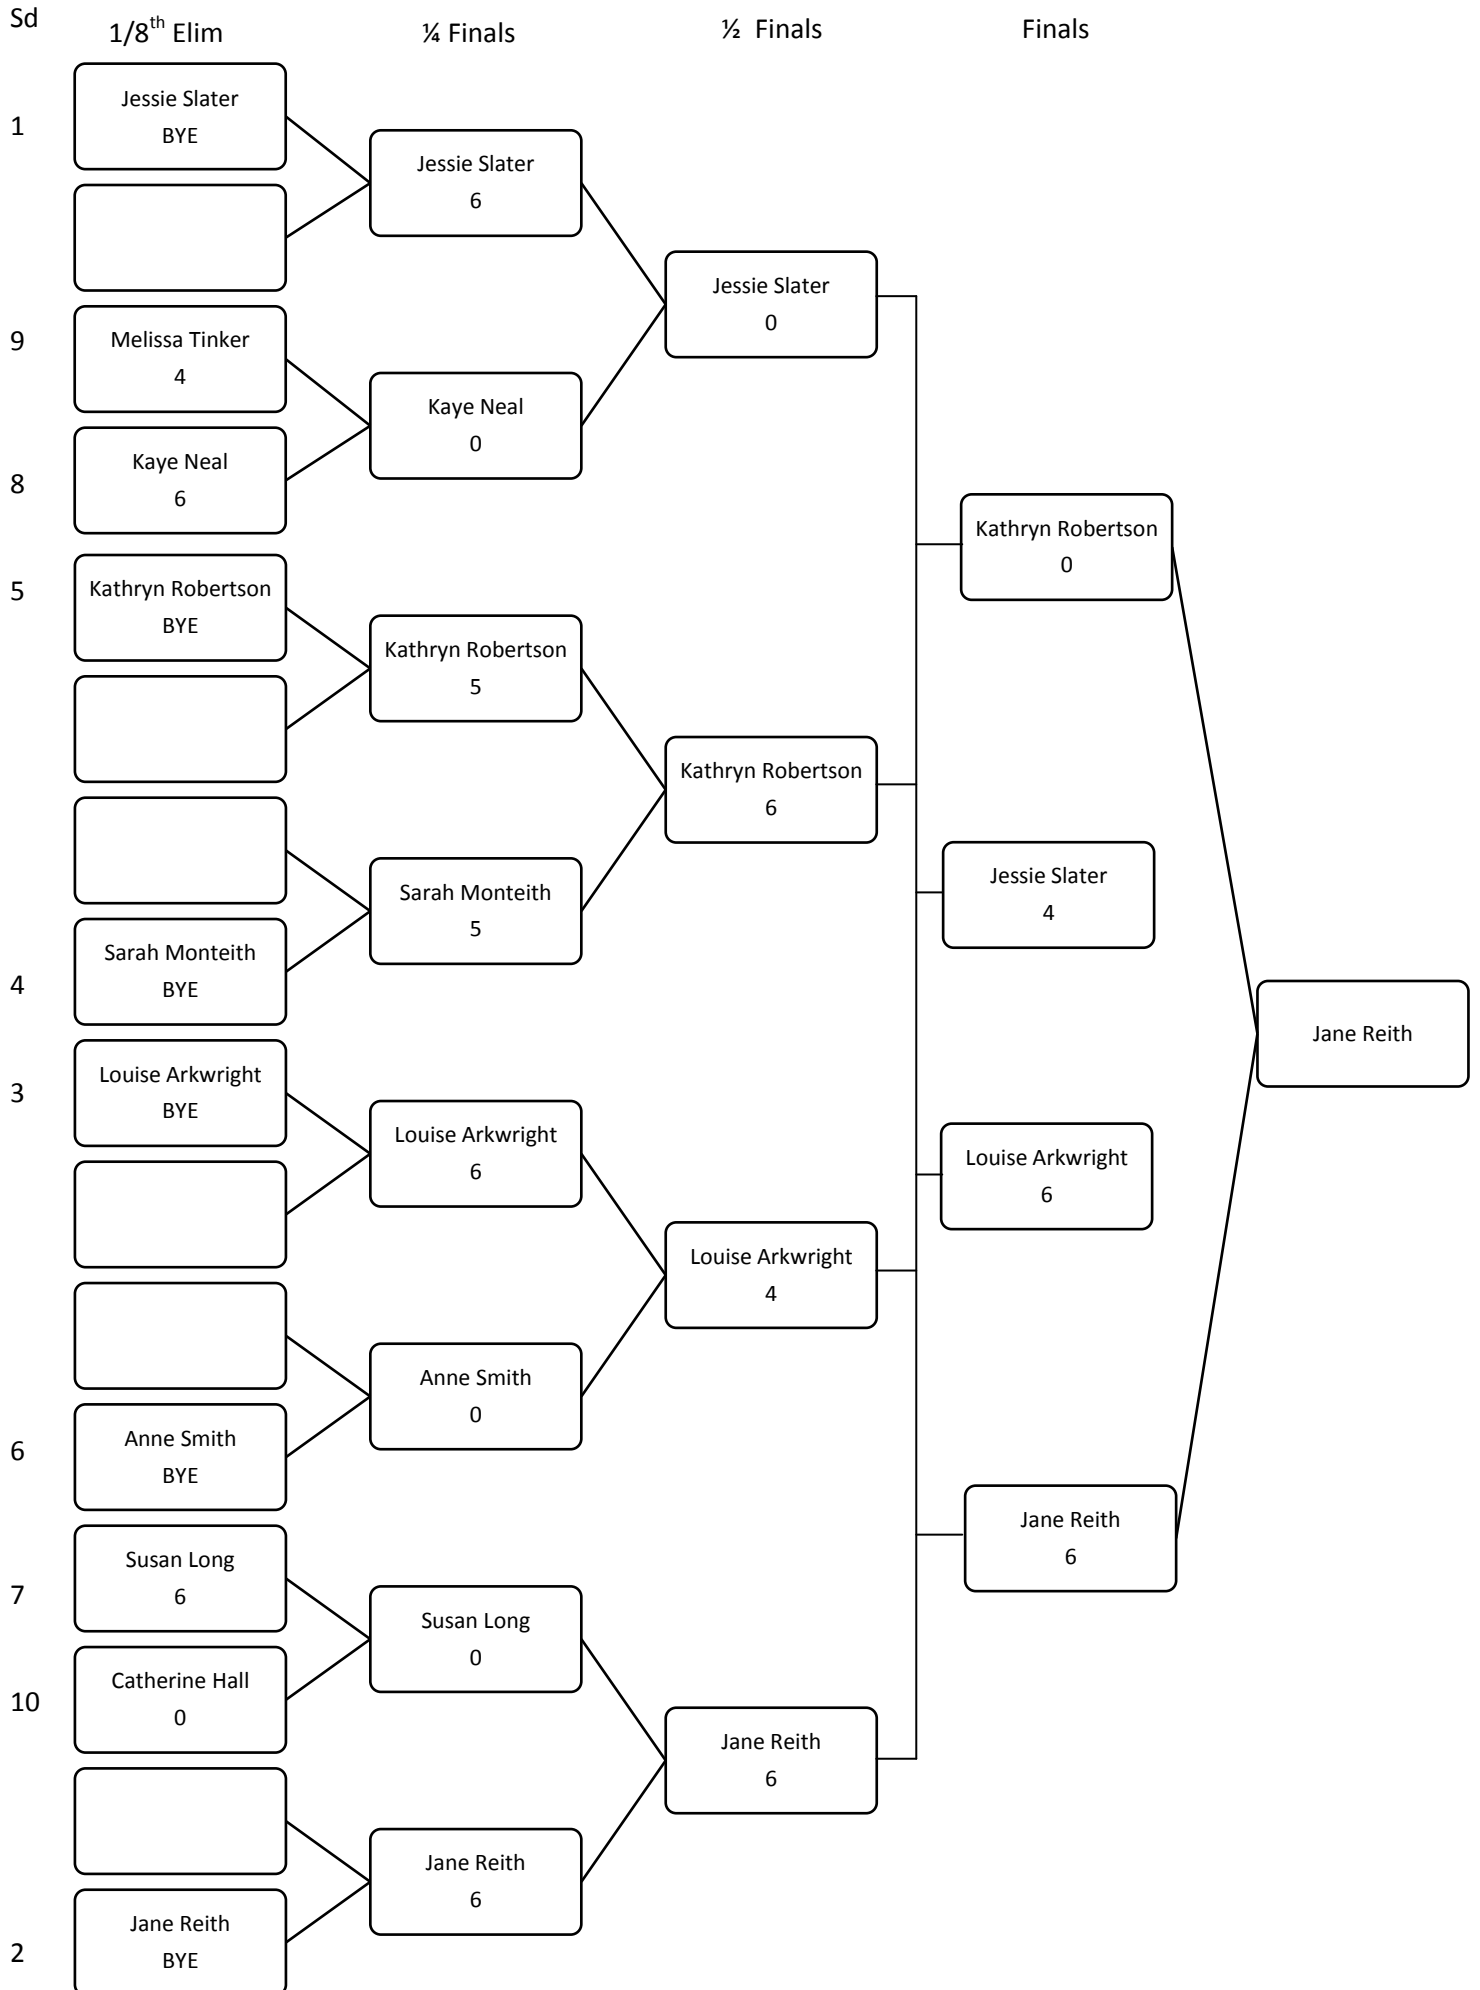 Sd
1/8th Elim
¼ Finals
½ Finals
Finals
1
Jessie Slater
BYE
9
Melissa Tinker
4
8
Kaye Neal
6
5
Kathryn Robertson
BYE
4
Sarah Monteith
BYE
3
Louise Arkwright
BYE
6
Anne Smith
BYE
7
Susan Long
6
10
Catherine Hall
0
2
Jane Reith
BYE
Jessie Slater
6
Kaye Neal
0
Kathryn Robertson
5
Sarah Monteith
5
Louise Arkwright
6
Anne Smith
0
Susan Long
0
Jane Reith
6
Jessie Slater
0
Kathryn Robertson
6
Louise Arkwright
4
Jane Reith
6
Kathryn Robertson
0
Jessie Slater
4
Louise Arkwright
6
Jane Reith
6
Jane Reith